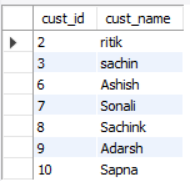 cust_id cust_name
2 ritik
3 sachin
6 Ashish
7 Sonali
8 Sachink
9 Adarsh
10 Sapna